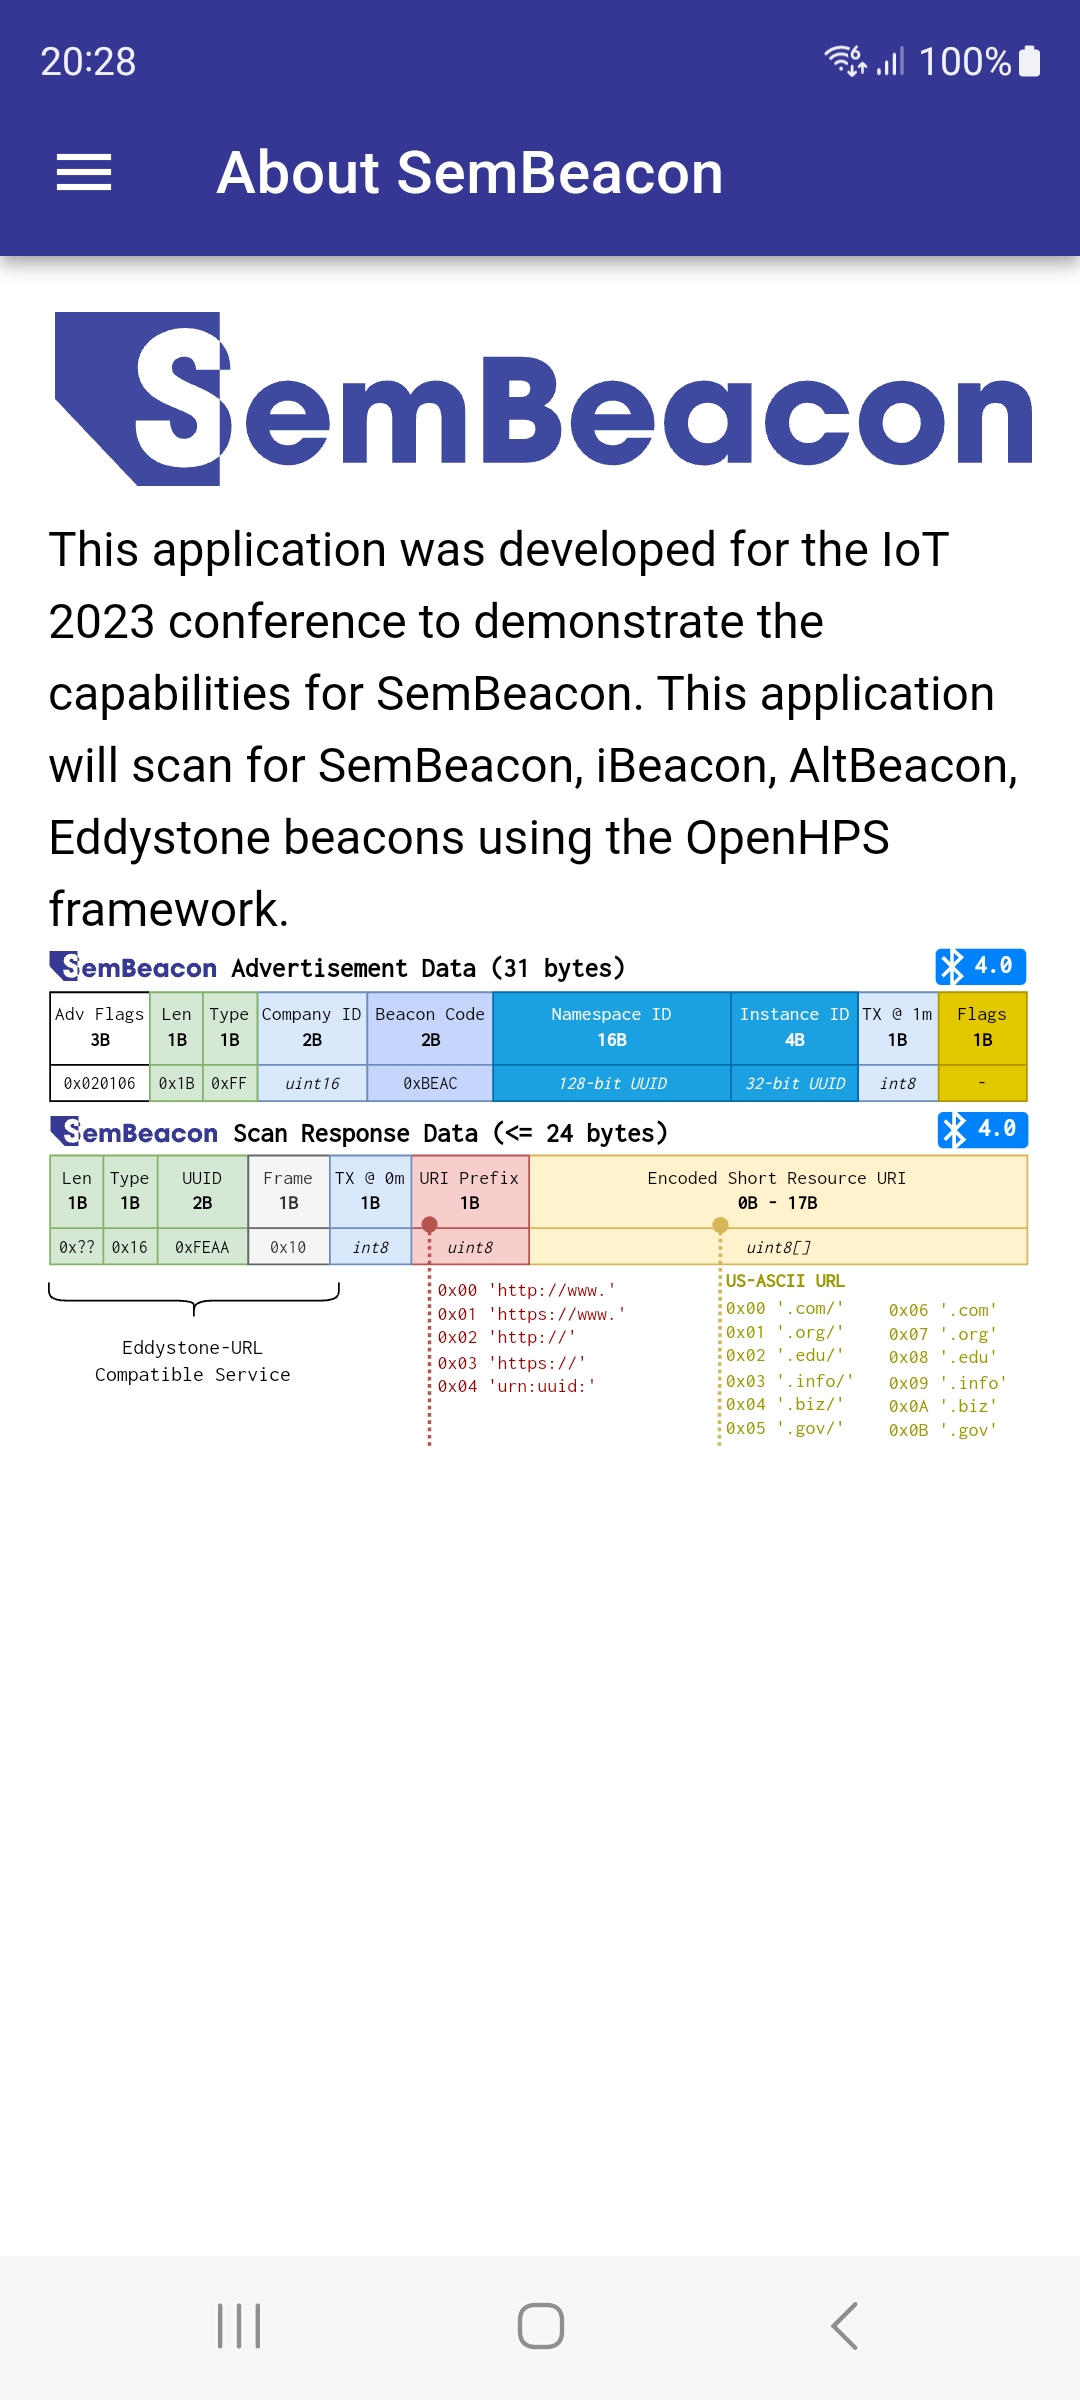 20:28 6 100%
About SemBeacon
SemBeacon
This application was developed for the IoT
2023 conference to demonstrate the
capabilities for SemBeacon. This application
will scan for SemBeacon, iBeacon, AltBeacon,
Eddystone beacons using the OpenHPS
framework.
SemBeacon Advertisement Data (31 bytes) 4.0
Adv Flags Len Type Company ID Beacon Code Namespace ID Instance ID TX @ 1m Flags
3B 1B 1B 2B 2B 16B 4B 1B 1B
0x020106 0x1B 0xFF uint16 0xBEAC 128-bit UUID 32-bit UUID int8 -
SemBeacon Scan Response Data (<= 24 bytes) 4.0
Len Type UUID Frame TX @ 0m URI Prefix Encoded Short Resource URI
1B 1B 2B 1B 1B 1B 0B - 17B
0x?? 0x16 0xFEAA 0x10 int8 uint8 uint8[]
Eddystone-URL
Compatible Service
0x00 'http://www.'
0x01 'https://www.'
0x02 'http://'
0x03 'https://'
0x04 'urn:uuid:'
US-ASCII URL
0x00 '.com/' 0x06 '.com'
0x01 '.org/' 0x07 '.org'
0x02 '.edu/' 0x08 '.edu'
0x03 '.info/' 0x09 '.info'
0x04 '.biz/' 0x0A '.biz'
0x05 '.gov/' 0x0B '.gov'